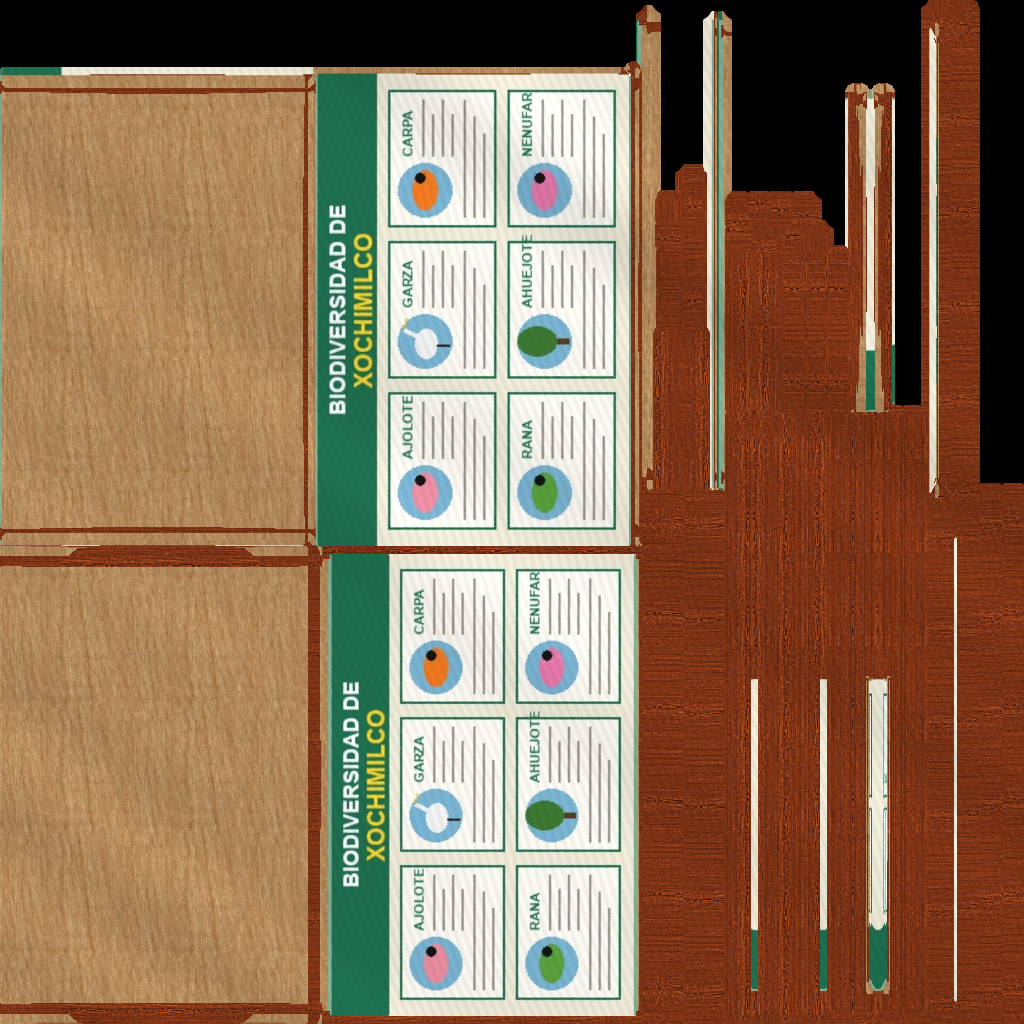 BIODIVERSIDAD DE
XOCHIMILCO
AJOLOTE
GARZA
CARPA
RANA
AHUEJOTE
NENUFAR
BIODIVERSIDAD DE
XOCHIMILCO
AJOLOTE
GARZA
CARPA
RANA
AHUEJOTE
NENUFAR